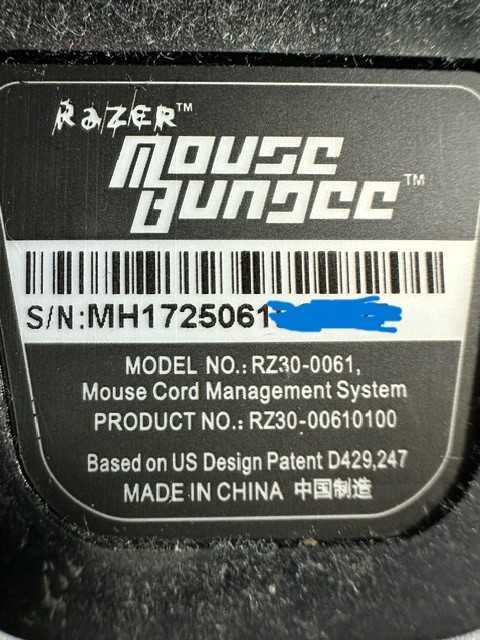 RaZER™
Mouse
Bungee™
S/N:MH1725061
MODEL NO.: RZ30-0061,
Mouse Cord Management System
PRODUCT NO.: RZ30-00610100
Based on US Design Patent D429,247
MADE IN CHINA 中国制造